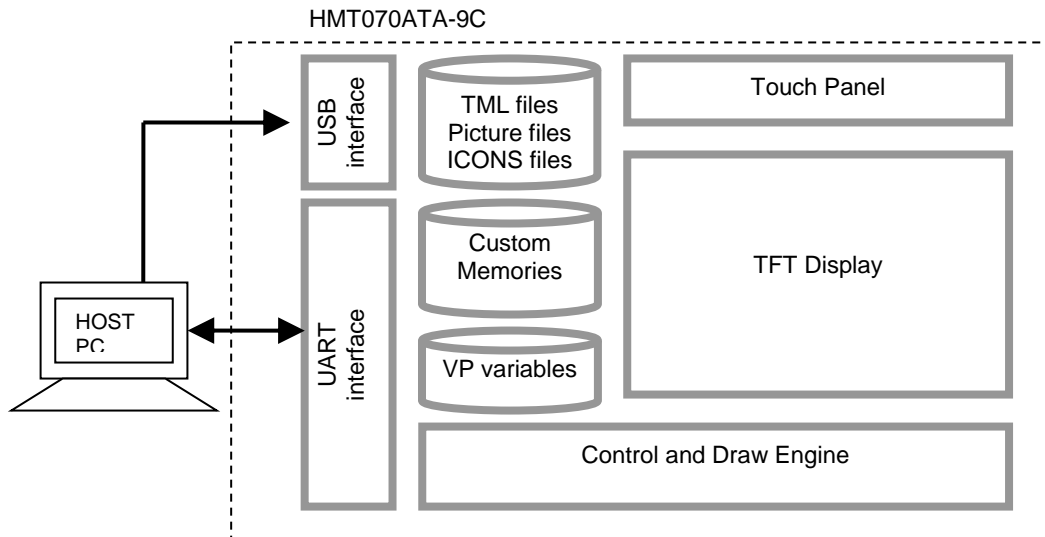 HMT070ATA-9C
USB
interface
TML files
Picture files
ICONS files
Touch Panel
Custom
Memories
TFT Display
HOST
PC
UART
interface
VP variables
Control and Draw Engine